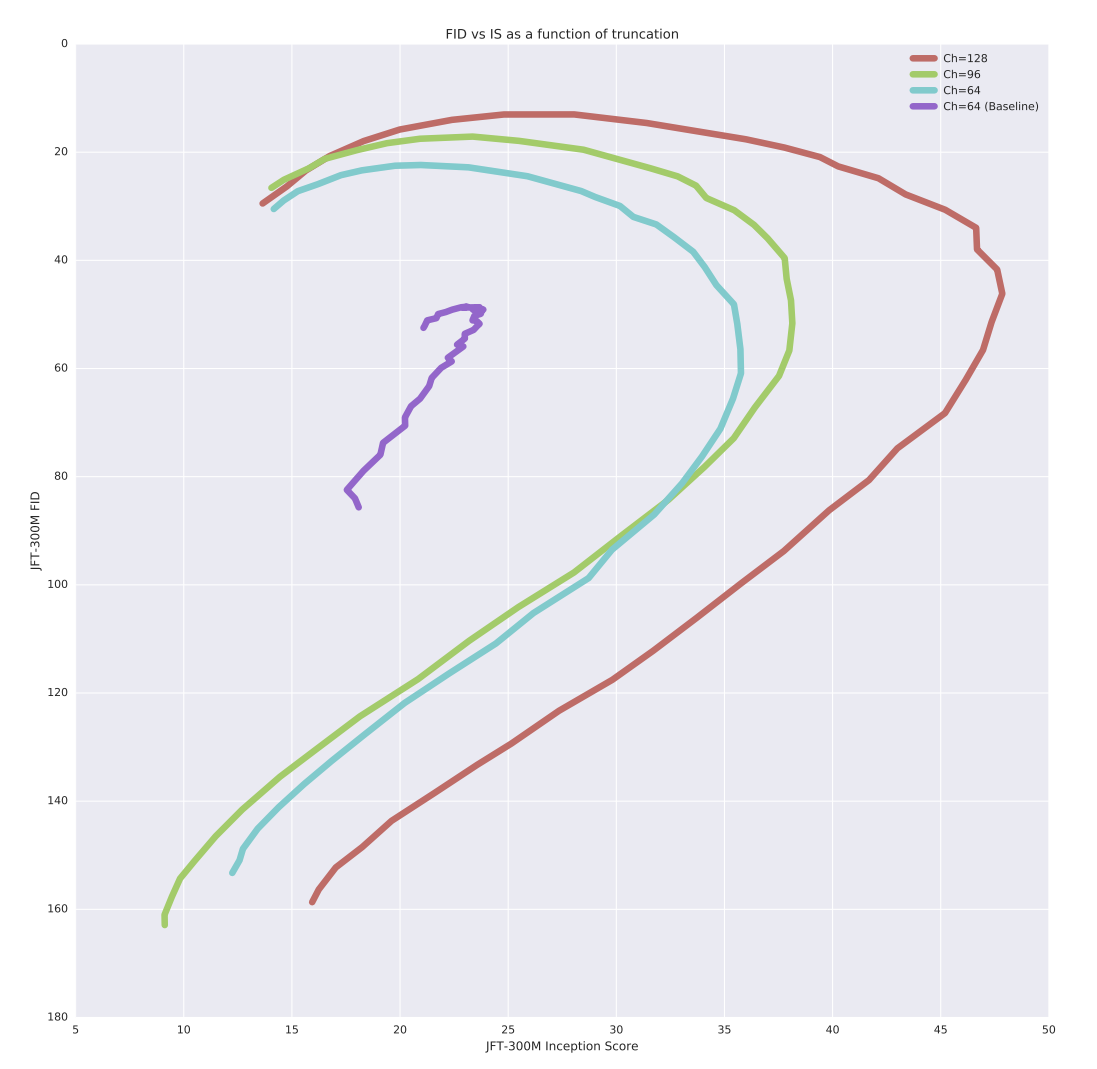 FID vs IS as a function of truncation
Ch=128
Ch=96
Ch=64
Ch=64 (Baseline)
JFT-300M FID
0
20
40
60
80
100
120
140
160
180
5 10 15 20 25 30 35 40 45 50
JFT-300M Inception Score